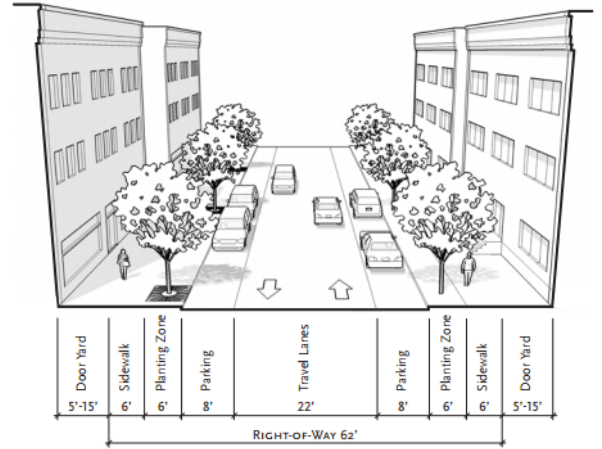 Door Yard
Sidewalk
Planting Zone
Parking
Travel Lanes
Parking
Planting Zone
Sidewalk
Door Yard
5'-15' 6' 6' 8' 22' 8' 6' 6' 5'-15'
Right-of-Way 62'